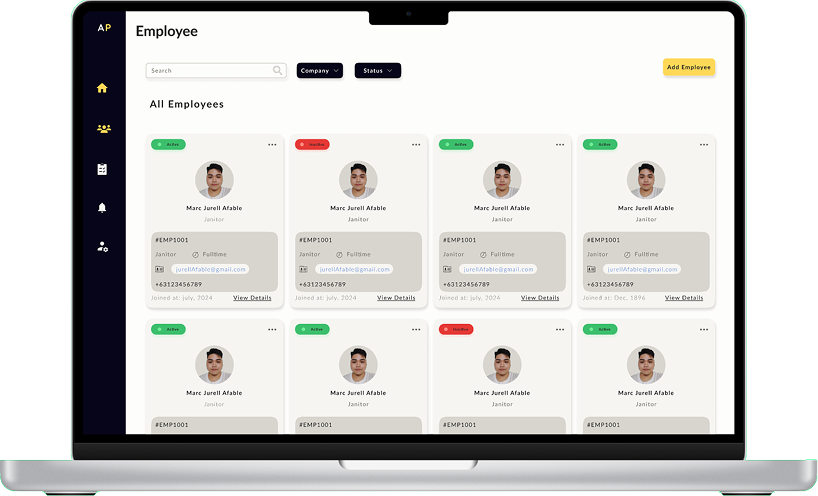 AP
Employee
Search
Company
Status
Add Employee
All Employees
Active
Inactive
Active
Active
Marc Jurell Afable
Marc Jurell Afable
Marc Jurell Afable
Marc Jurell Afable
Janitor
Janitor
Janitor
Janitor
#EMP1001
#EMP1001
#EMP1001
#EMP1001
Janitor Fulltime
Janitor Fulltime
Janitor Fulltime
Janitor Fulltime
jurellAfable@gmail.com
jurellAfable@gmail.com
jurellAfable@gmail.com
jurellAfable@gmail.com
+63123456789
+63123456789
+63123456789
+63123456789
Joined at: july, 2024 View Details
Joined at: july, 2024 View Details
Joined at: july, 2024 View Details
Joined at: Dec, 1896 View Details
Active
Active
Inactive
Active
Marc Jurell Afable
Marc Jurell Afable
Marc Jurell Afable
Marc Jurell Afable
Janitor
Janitor
Janitor
Janitor
#EMP1001
#EMP1001
#EMP1001
#EMP1001